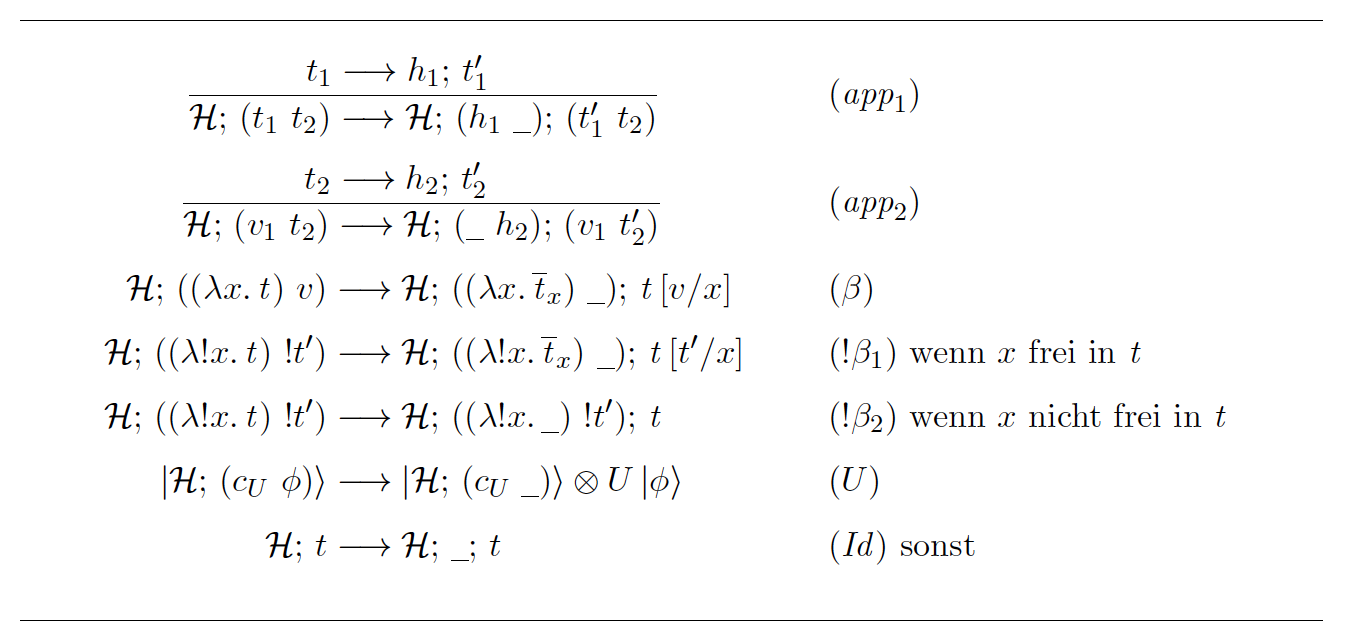 t₁ ⟶ h₁; t′₁
ℋ; (t₁ t₂) ⟶ ℋ; (h₁ _); (t′₁ t₂) (app₁)
t₂ ⟶ h₂; t′₂
ℋ; (v₁ t₂) ⟶ ℋ; (_ h₂); (v₁ t′₂) (app₂)
ℋ; ((λx. t) v) ⟶ ℋ; ((λx. t̅ₓ) _); t [v/x] (β)
ℋ; ((λ!x. t) !t′) ⟶ ℋ; ((λ!x. t̅ₓ) _); t [t′/x] (!β₁) wenn x frei in t
ℋ; ((λ!x. t) !t′) ⟶ ℋ; ((λ!x. _) !t′); t (!β₂) wenn x nicht frei in t
|ℋ; (c_U ϕ)⟩ ⟶ |ℋ; (c_U _)⟩ ⊗ U |ϕ⟩ (U)
ℋ; t ⟶ ℋ; _; t (Id) sonst